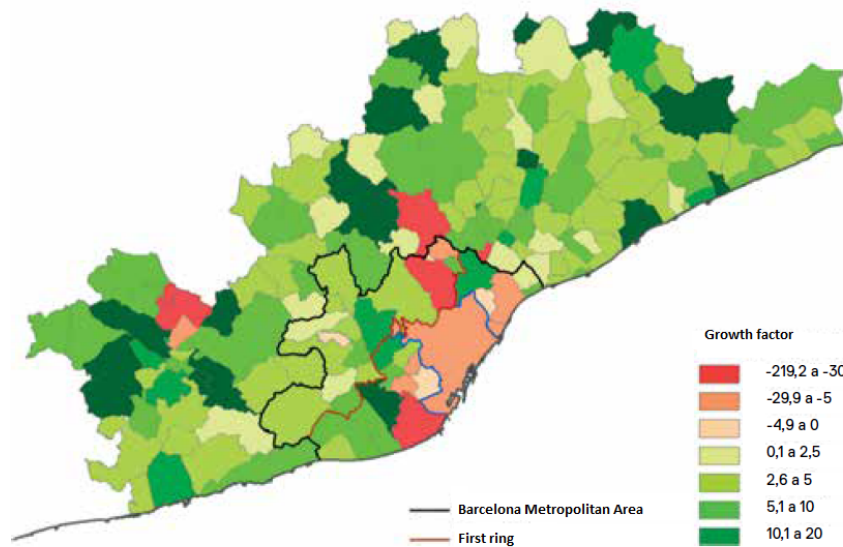 Growth factor
-219,2 a -30
-29,9 a -5
-4,9 a 0
0,1 a 2,5
2,6 a 5
5,1 a 10
10,1 a 20
Barcelona Metropolitan Area
First ring